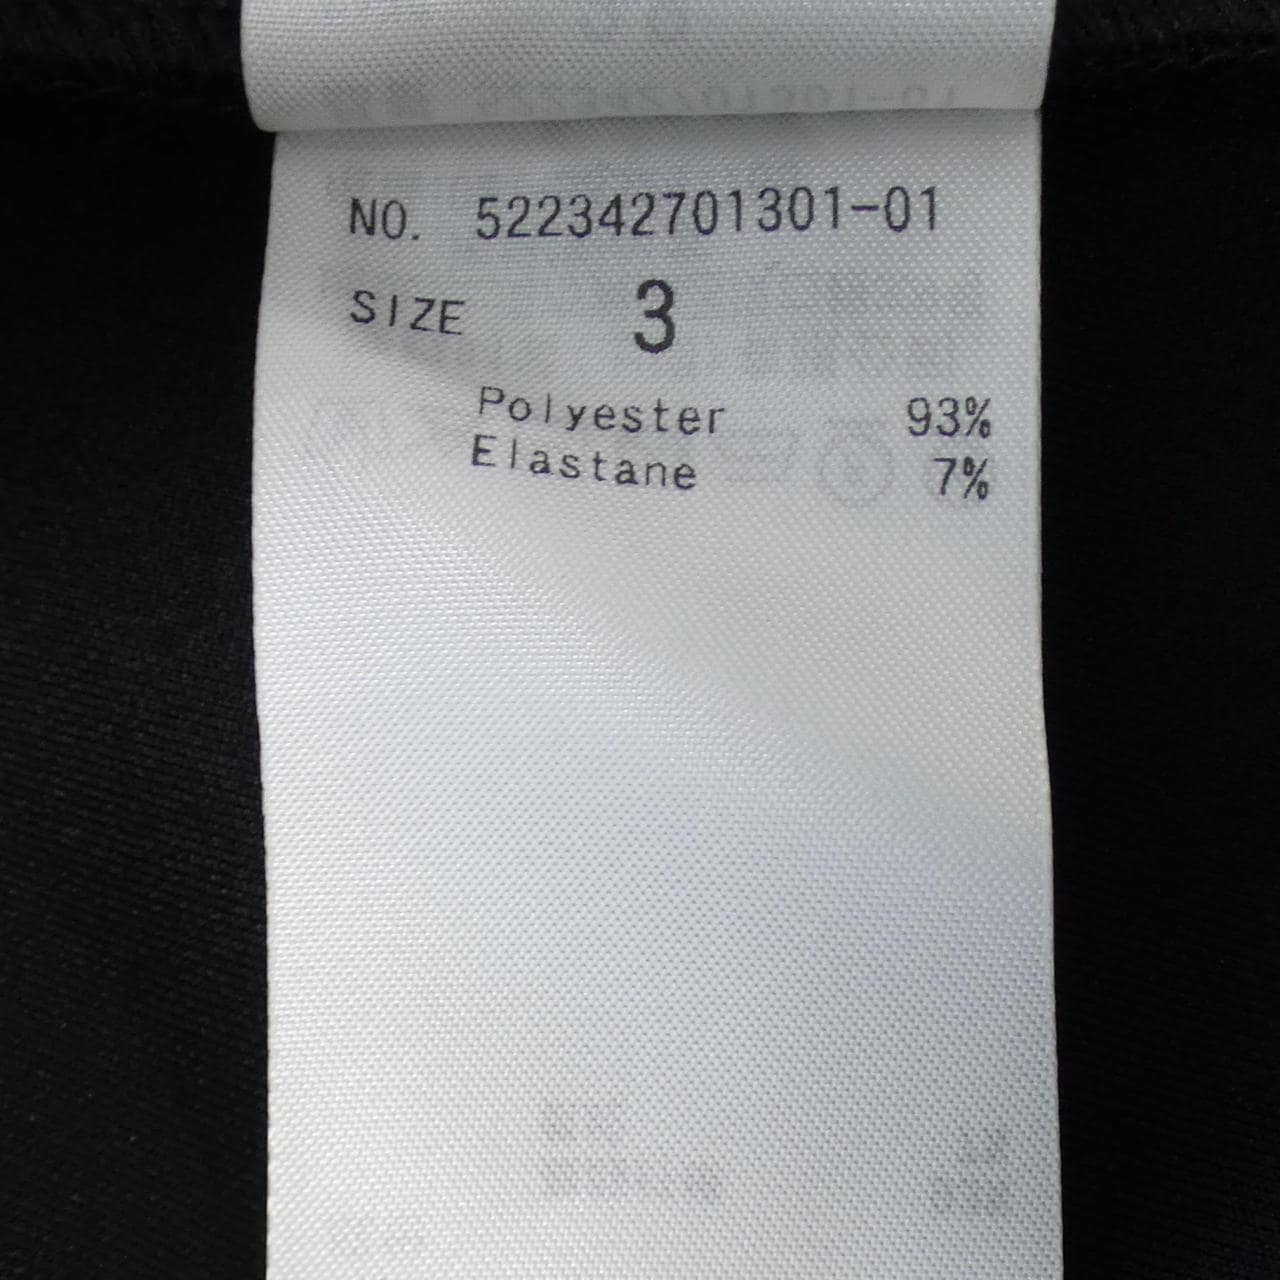 NO. 522342701301-01
SIZE 3
Polyester 93%
Elastane 7%